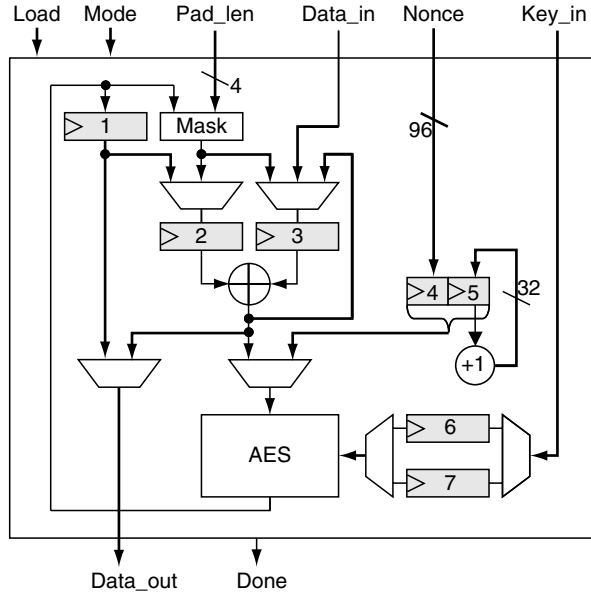 Load Mode Pad_len Data_in Nonce Key_in
4
1 Mask
96
2 3
4 5 32
+1
6
AES
7
Data_out Done